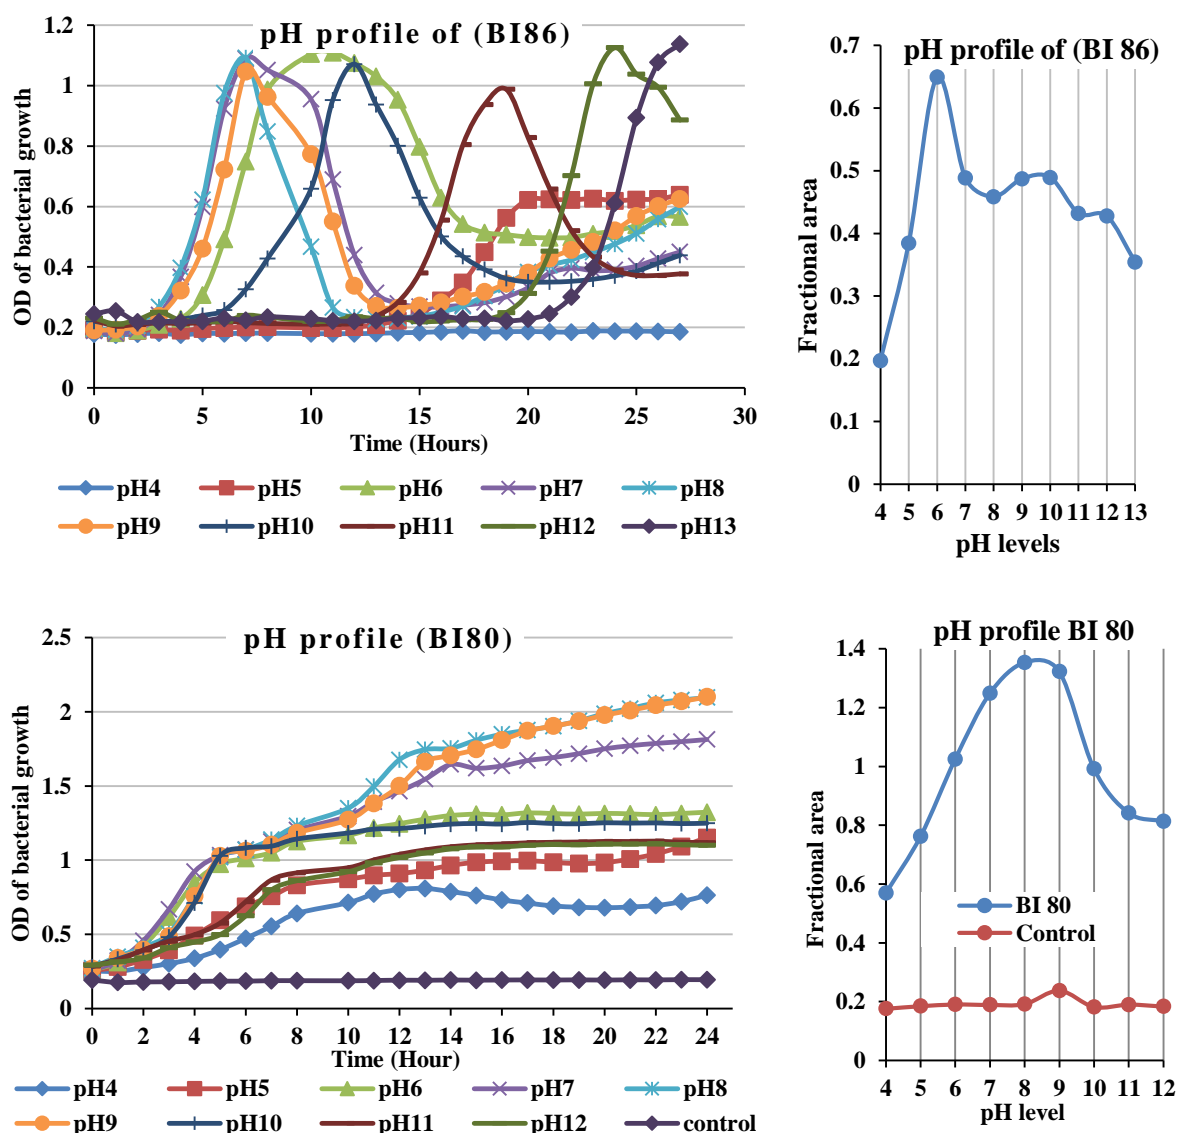 pH profile of (BI86)
OD of bacterial growth
1.2
1
0.8
0.6
0.4
0.2
0
0 5 10 15 20 25 30
Time (Hours)
pH4 pH5 pH6 pH7 pH8
pH9 pH10 pH11 pH12 pH13
pH profile of (BI 86)
Fractional area
0.7
0.6
0.5
0.4
0.3
0.2
0.1
0
4 5 6 7 8 9 10 11 12 13
pH levels
pH profile (BI80)
OD of bacterial growth
2.5
2
1.5
1
0.5
0
0 2 4 6 8 10 12 14 16 18 20 22 24
Time (Hour)
pH4 pH5 pH6 pH7 pH8
pH9 pH10 pH11 pH12 control
pH profile BI 80
Fractional area
1.4
1.2
1
0.8
0.6
0.4
0.2
0
BI 80
Control
4 5 6 7 8 9 10 11 12
pH level